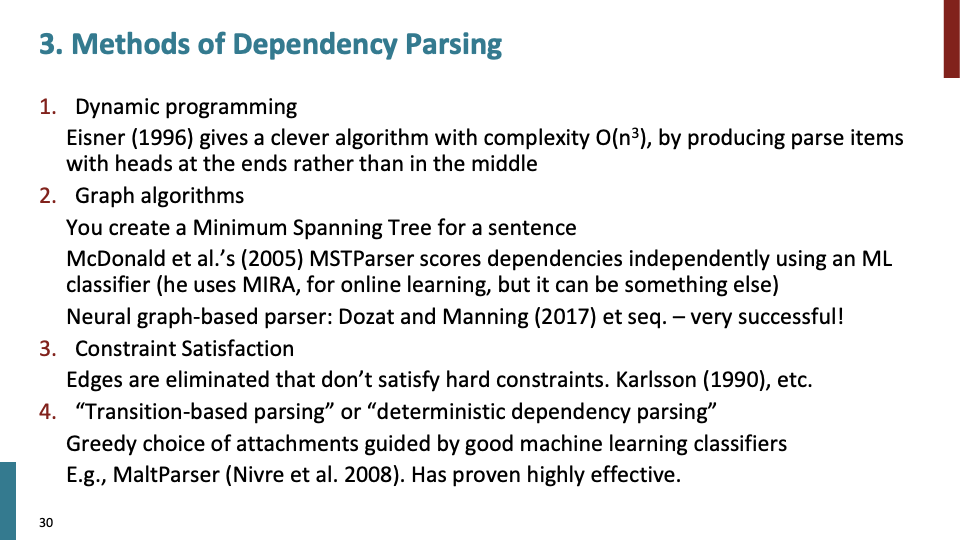 3. Methods of Dependency Parsing
1. Dynamic programming
Eisner (1996) gives a clever algorithm with complexity O(n³), by producing parse items
with heads at the ends rather than in the middle
2. Graph algorithms
You create a Minimum Spanning Tree for a sentence
McDonald et al.’s (2005) MSTParser scores dependencies independently using an ML
classifier (he uses MIRA, for online learning, but it can be something else)
Neural graph-based parser: Dozat and Manning (2017) et seq. – very successful!
3. Constraint Satisfaction
Edges are eliminated that don’t satisfy hard constraints. Karlsson (1990), etc.
4. “Transition-based parsing” or “deterministic dependency parsing”
Greedy choice of attachments guided by good machine learning classifiers
E.g., MaltParser (Nivre et al. 2008). Has proven highly effective.
30